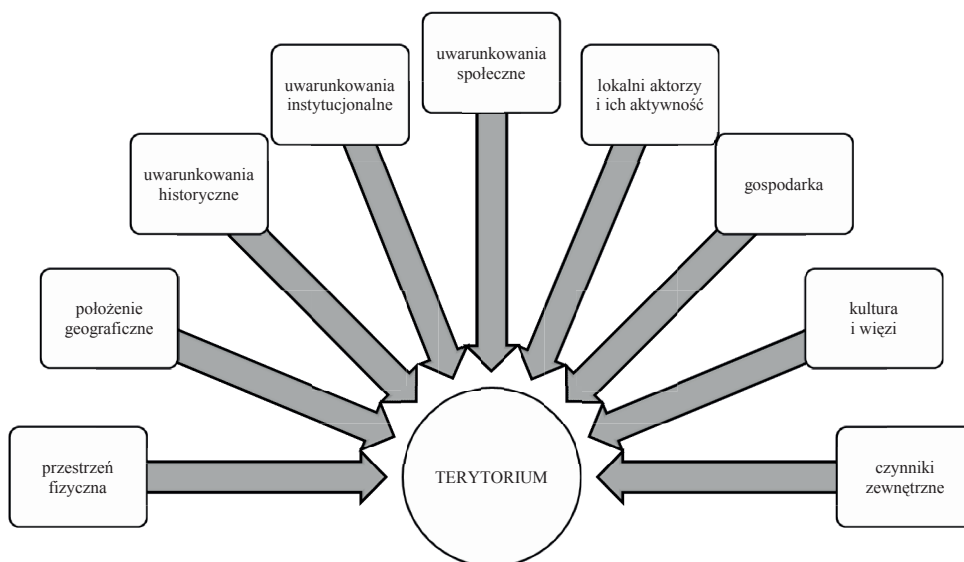 uwarunkowania
społeczne
uwarunkowania
instytucjonalne
lokalni aktorzy
i ich aktywność
uwarunkowania
historyczne
gospodarka
położenie
geograficzne
kultura
i więzi
przestrzeń
fizyczna
TERYTORIUM
czynniki
zewnętrzne